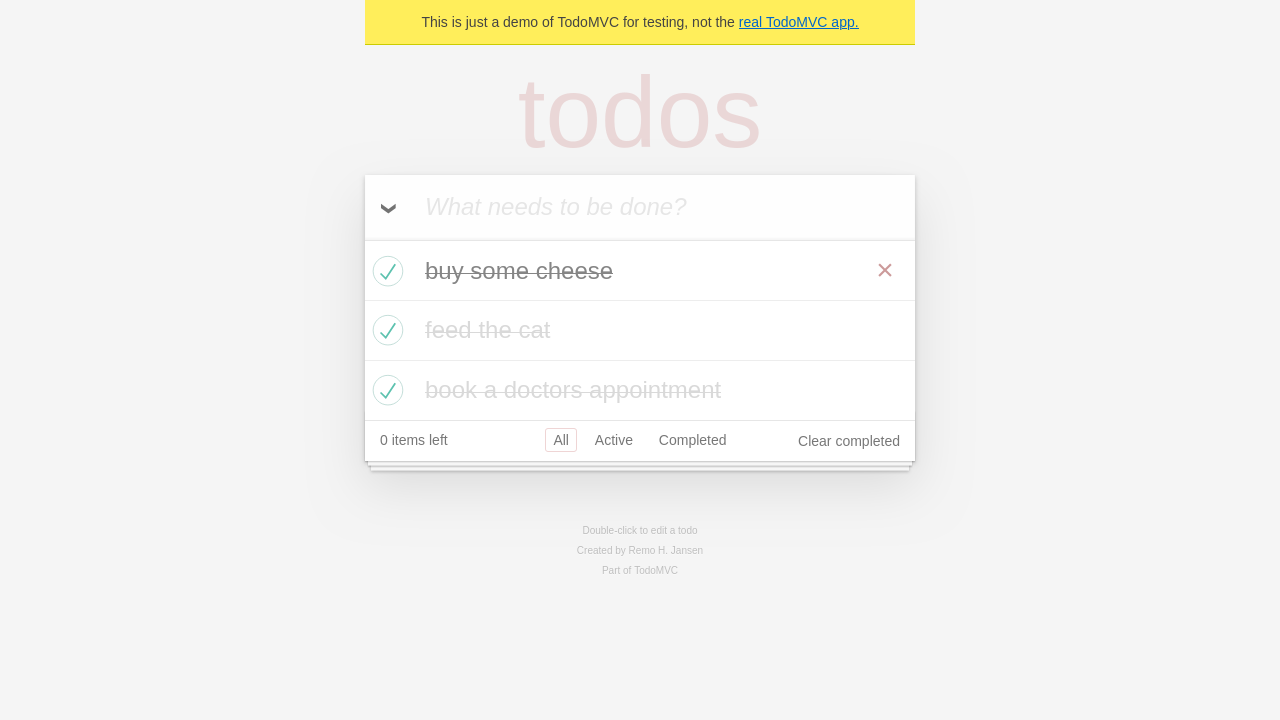 This is just a demo of TodoMVC for testing, not the real TodoMVC app.
todos
What needs to be done?
buy some cheese
feed the cat
book a doctors appointment
0 items left All Active Completed Clear completed
Double-click to edit a todo
Created by Remo H. Jansen
Part of TodoMVC